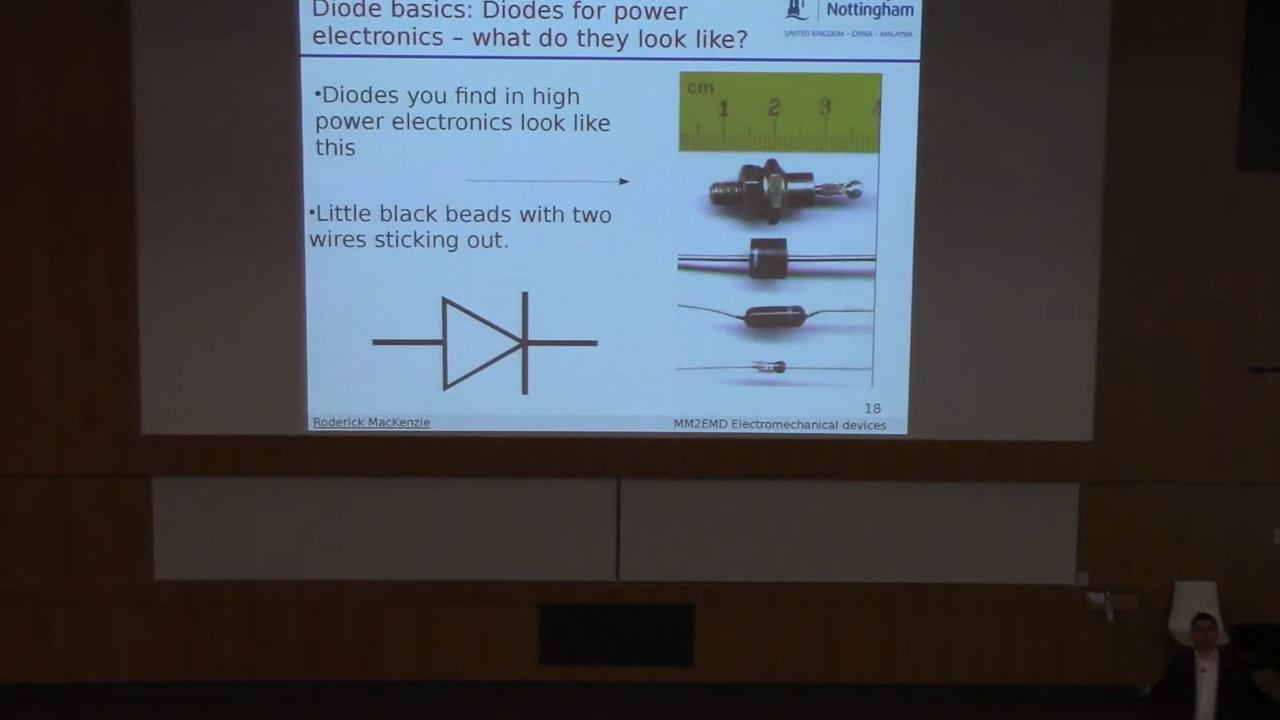 Diode basics: Diodes for power
electronics – what do they look like?
Nottingham
UNITED KINGDOM · CHINA · MALAYSIA
•Diodes you find in high
power electronics look like
this
•Little black beads with two
wires sticking out.
cm
1 2 3 4
18
Roderick MacKenzie
MM2EMD Electromechanical devices